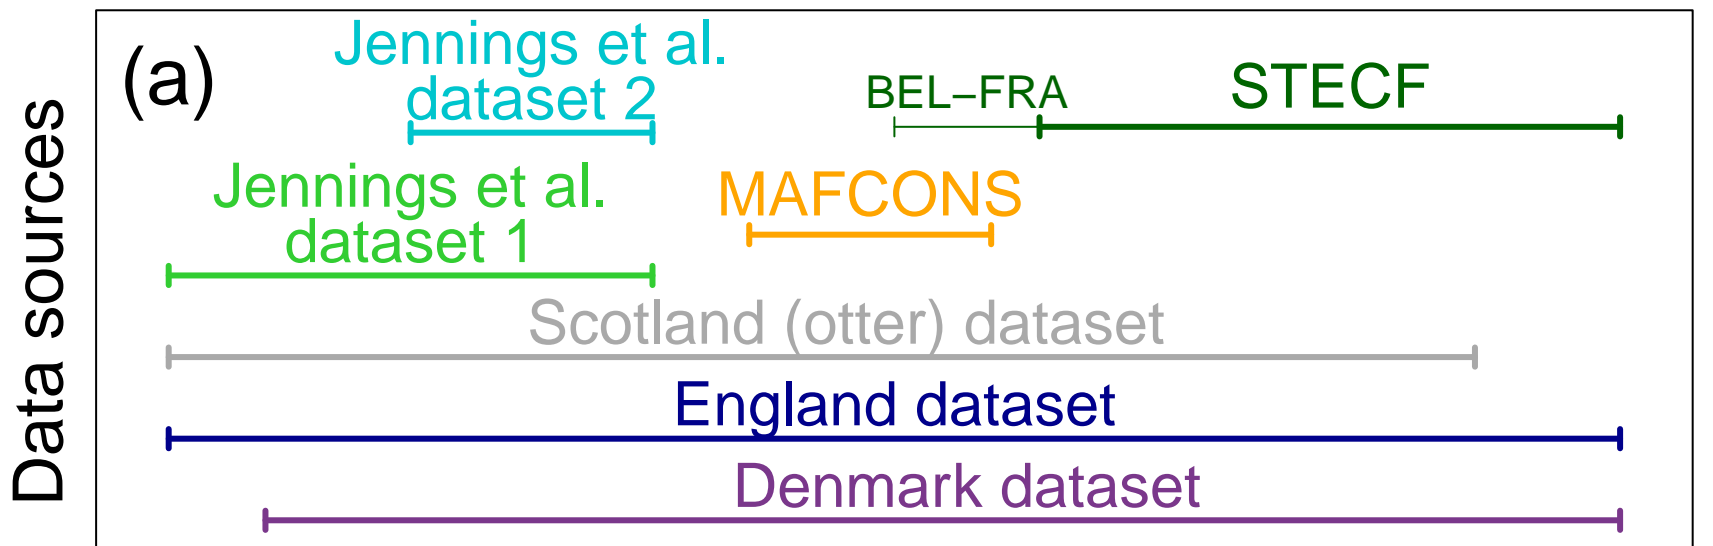 Data sources
(a)
Jennings et al.
dataset 2
BEL–FRA
STECF
Jennings et al.
dataset 1
MAFCONS
Scotland (otter) dataset
England dataset
Denmark dataset